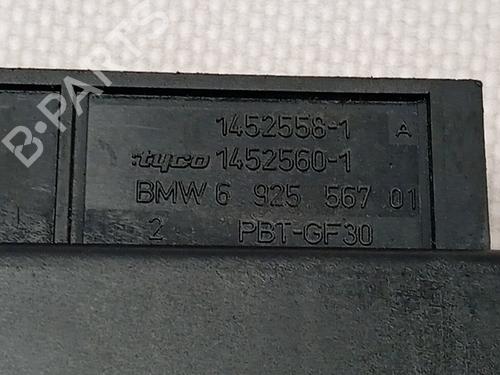 B-PARTS
1452558-1 A
tyco 1452560-1
BMW 6 925 567 01
2 PBT-GF30